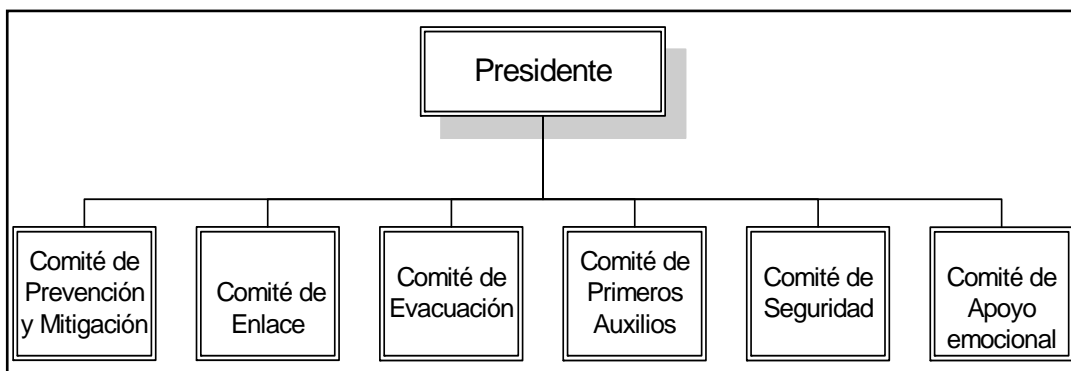 Presidente
Comité de
Prevención
y Mitigación
Comité de
Enlace
Comité de
Evacuación
Comité de
Primeros
Auxilios
Comité de
Seguridad
Comité de
Apoyo
emocional